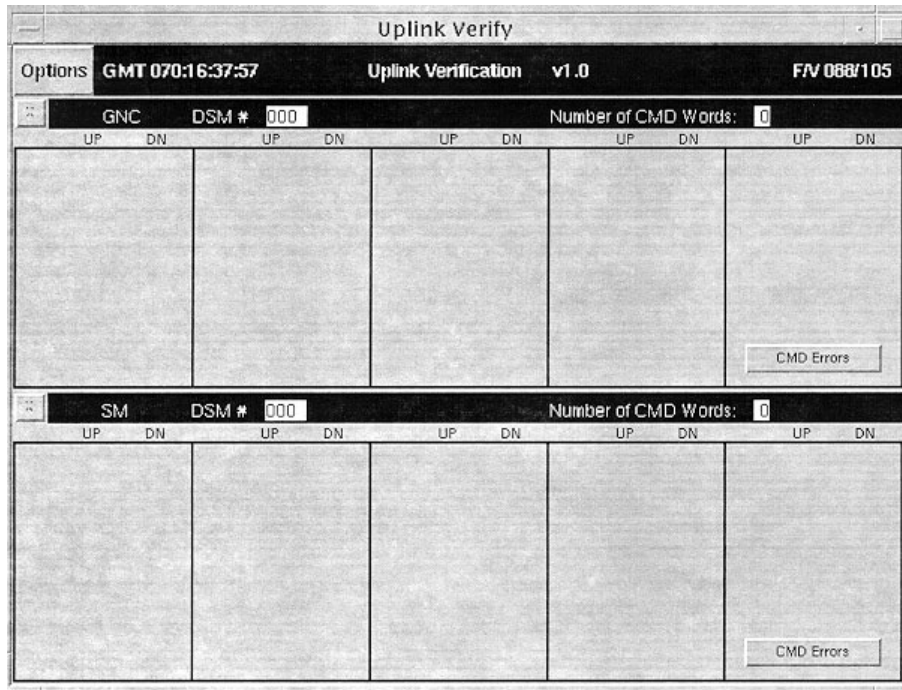 Uplink Verify
Options GMT 070:16:37:57 Uplink Verification v1.0 F/V 088/105
GNC DSM # 000 Number of CMD Words: 0
UP DN UP DN UP DN UP DN UP DN
CMD Errors
SM DSM # 000 Number of CMD Words: 0
UP DN UP DN UP DN UP DN UP DN
CMD Errors